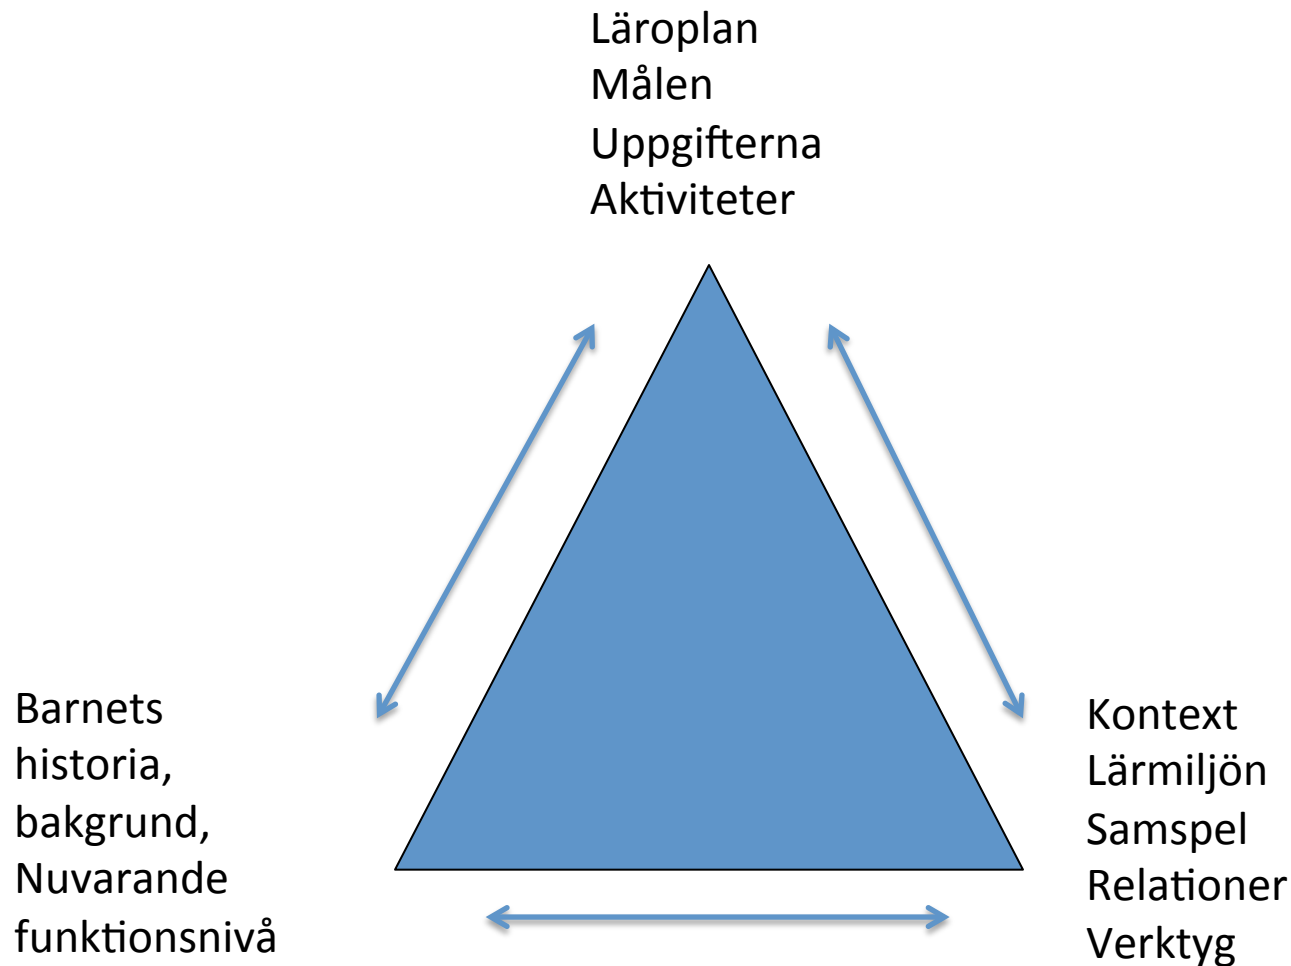 Läroplan
Målen
Uppgifterna
Aktiviteter
Barnets
historia,
bakgrund,
Nuvarande
funktionsnivå
Kontext
Lärmiljön
Samspel
Relationer
Verktyg